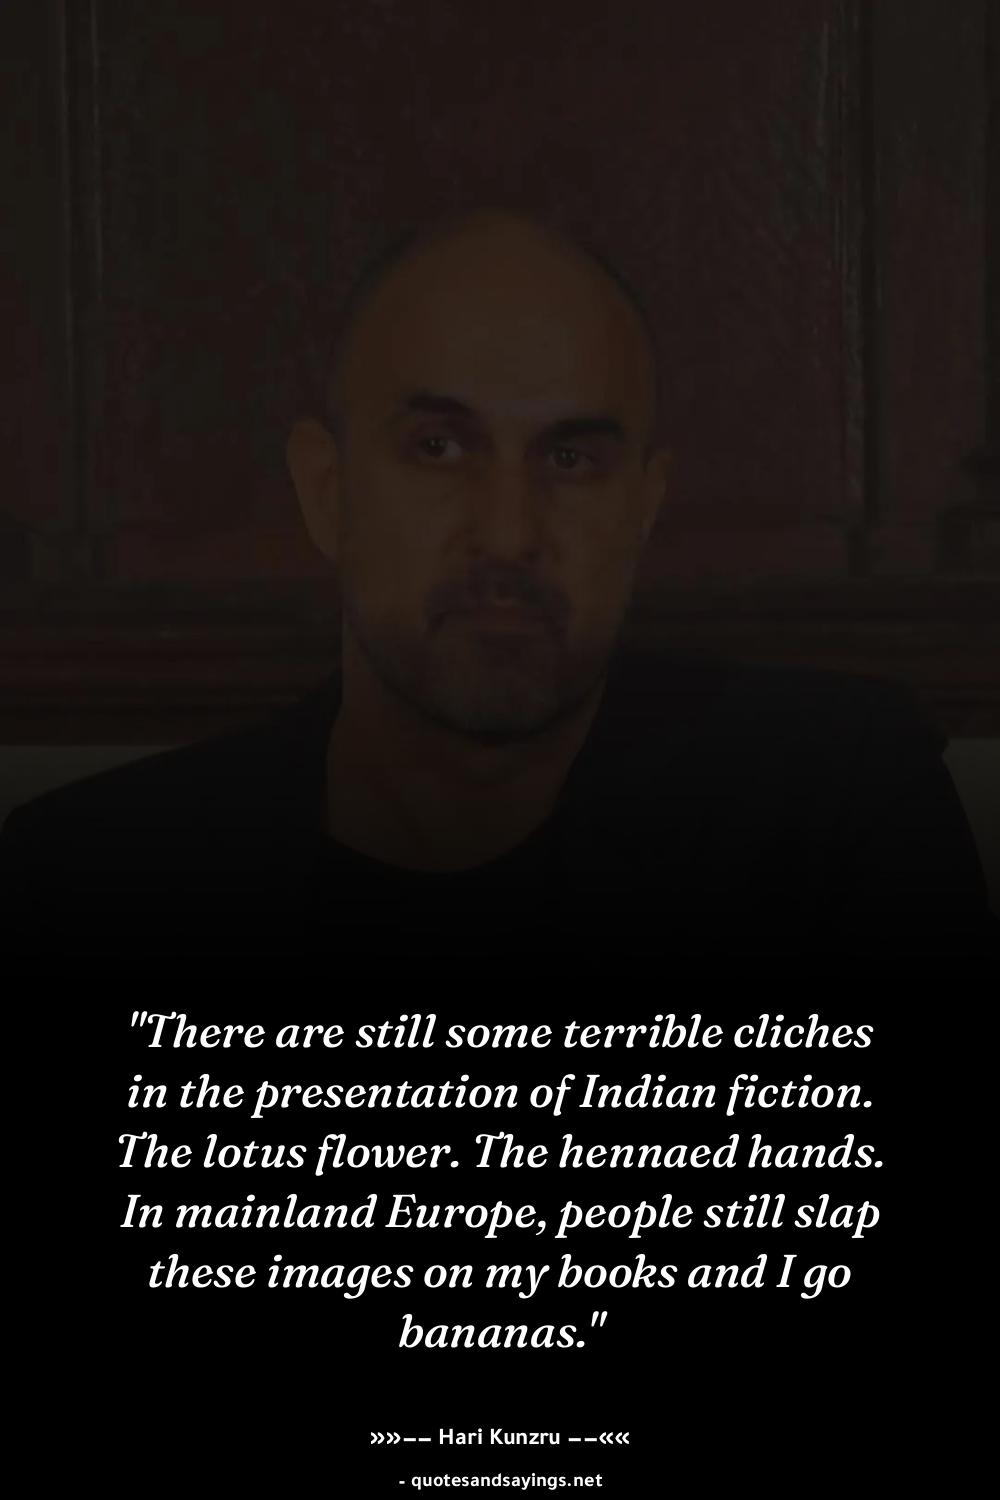 "There are still some terrible cliches
in the presentation of Indian fiction.
The lotus flower. The hennaed hands.
In mainland Europe, people still slap
these images on my books and I go
bananas."
»»−− Hari Kunzru −−««
- quotesandsayings.net